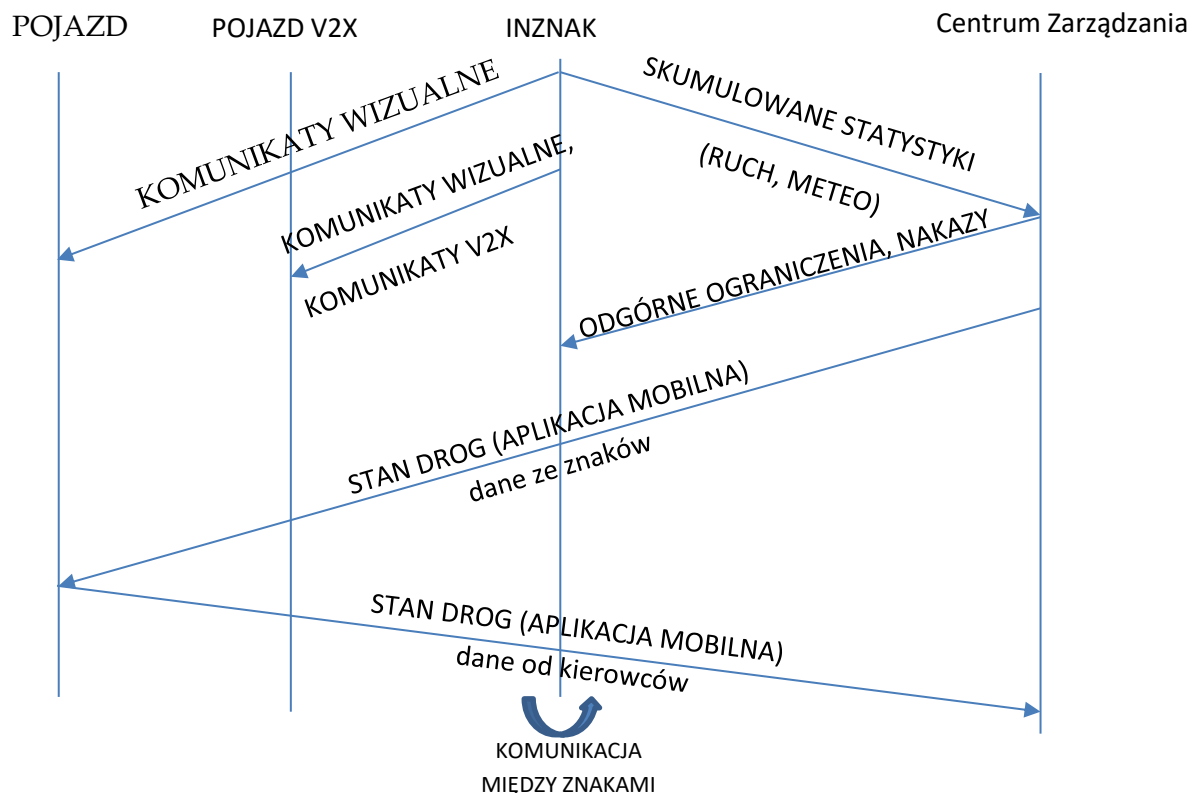 POJAZD
POJAZD V2X
INZNAK
Centrum Zarządzania
KOMUNIKATY WIZUALNE
SKUMULOWANE STATYSTYKI
(RUCH, METEO)
KOMUNIKATY WIZUALNE,
KOMUNIKATY V2X
ODGÓRNE OGRANICZENIA, NAKAZY
STAN DROG (APLIKACJA MOBILNA)
dane ze znaków
STAN DROG (APLIKACJA MOBILNA)
dane od kierowców
KOMUNIKACJA
MIĘDZY ZNAKAMI